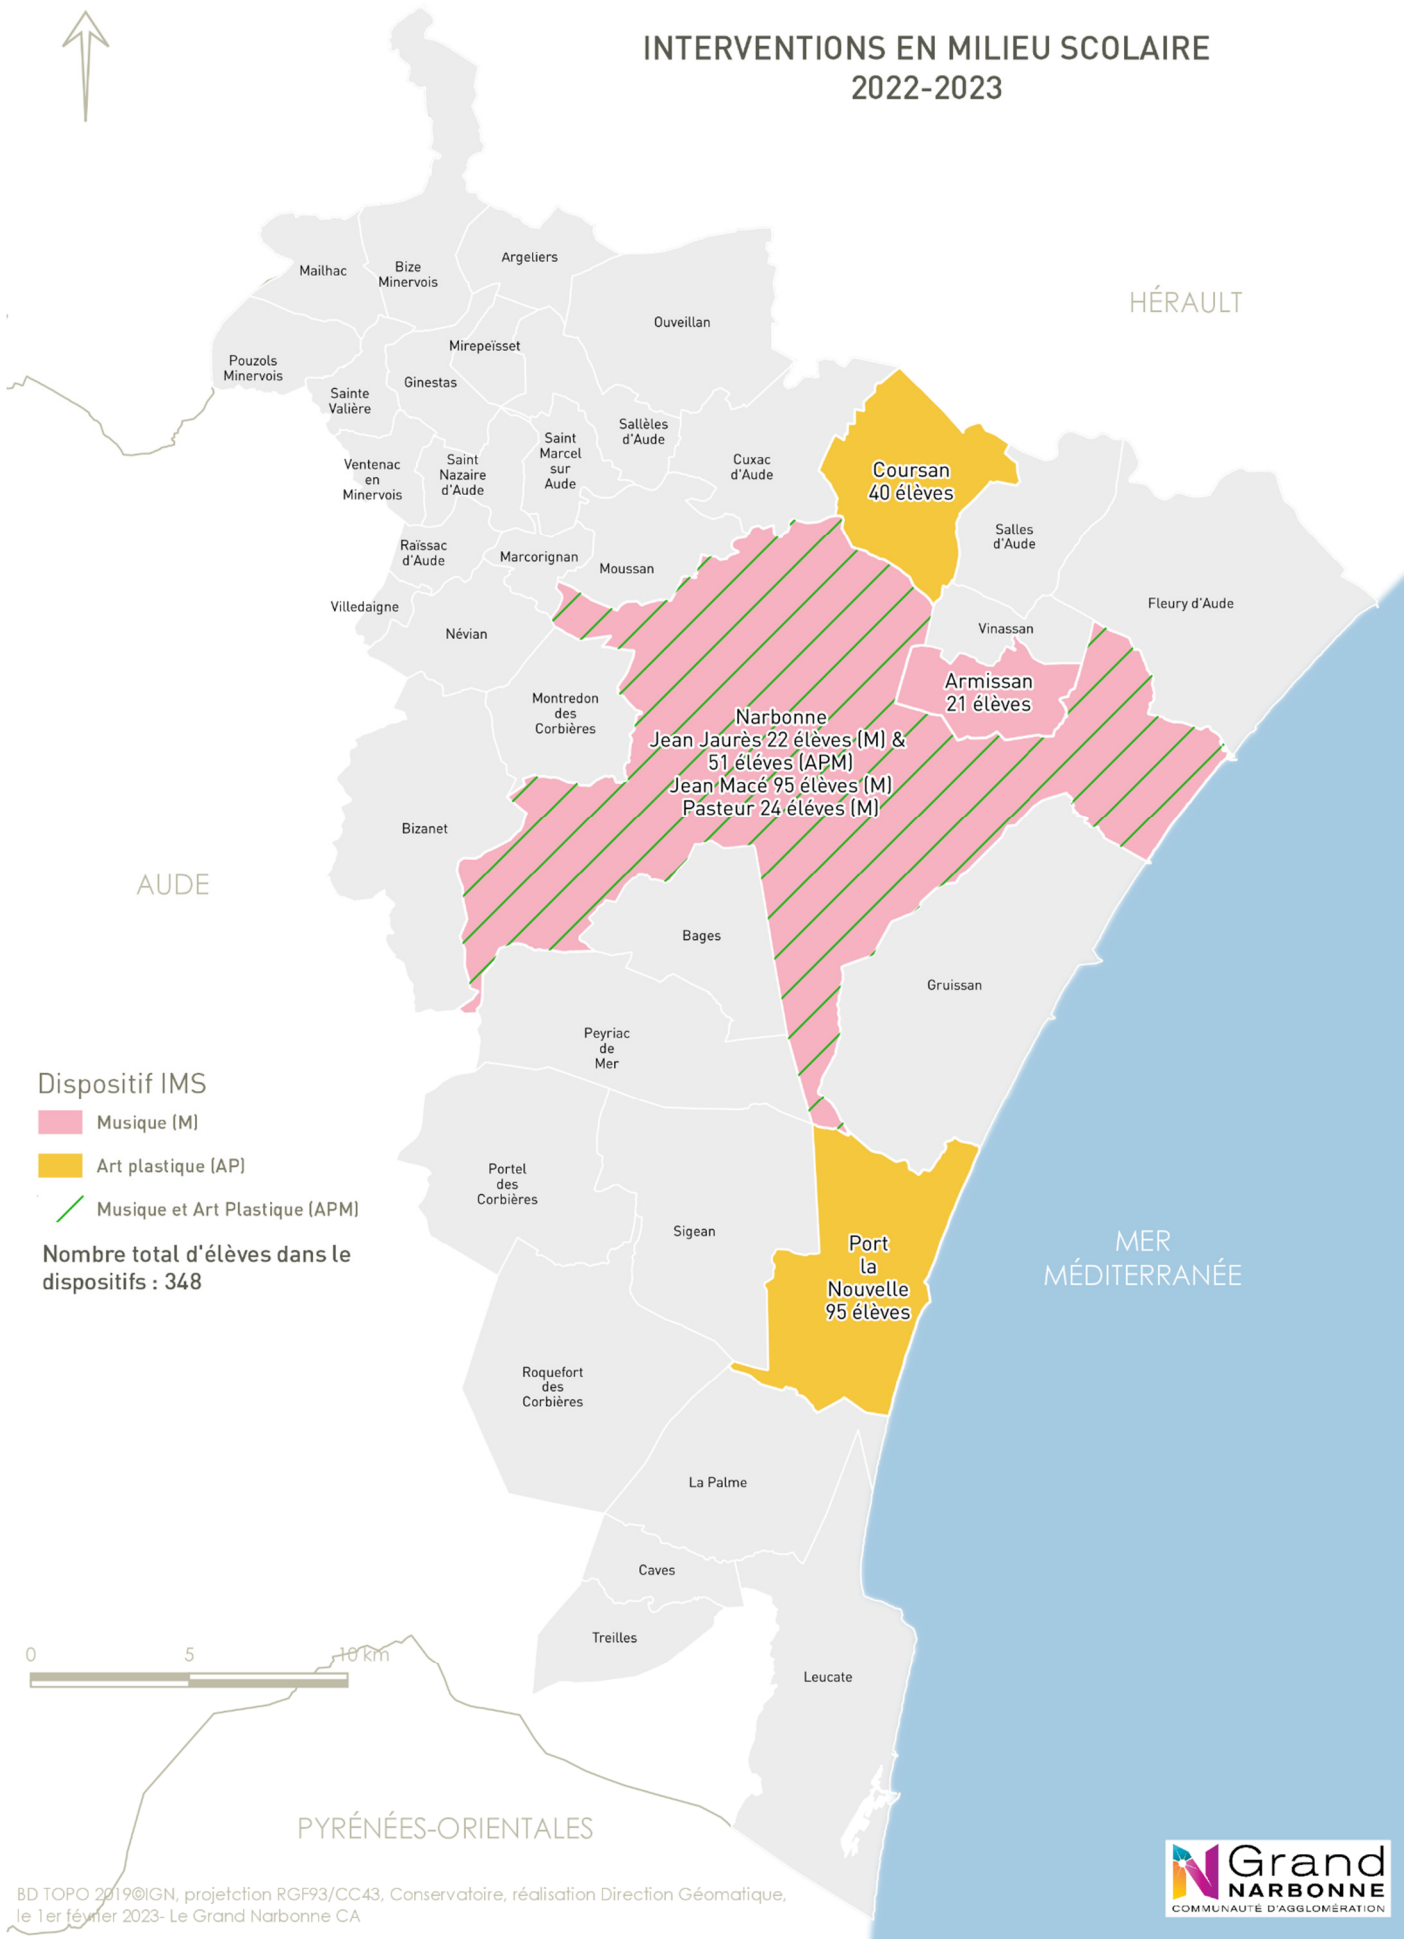 INTERVENTIONS EN MILIEU SCOLAIRE
2022-2023
HÉRAULT
Mailhac
Bize
Minervois
Argeliers
Ouveillan
Mirepeïsset
Pouzols
Minervois
Ginestas
Sainte
Valière
Sallèles
d'Aude
Saint
Marcel
sur
Aude
Cuxac
d'Aude
Ventenac
en
Minervois
Saint
Nazaire
d'Aude
Coursan
40 élèves
Salles
d'Aude
Raïssac
d'Aude
Marcorignan
Moussan
Villedaigne
Névian
Fleury d'Aude
Vinassan
Armissan
21 élèves
Montredon
des
Corbières
Narbonne
Jean Jaurès 22 élèves (M) &
51 éléves (APM)
Jean Macé 95 élèves (M)
Pasteur 24 éléves (M)
Bizanet
AUDE
Bages
Gruissan
Peyriac
de
Mer
Dispositif IMS
Musique (M)
Art plastique (AP)
Musique et Art Plastique (APM)
Nombre total d'élèves dans le
dispositifs : 348
Portel
des
Corbières
Sigean
Port
la
Nouvelle
95 élèves
MER
MÉDITERRANÉE
Roquefort
des
Corbières
La Palme
Caves
Treilles
Leucate
0 5 10 km
PYRÉNÉES-ORIENTALES
BD TOPO 2019©IGN, projetction RGF93/CC43, Conservatoire, réalisation Direction Géomatique,
le 1er février 2023- Le Grand Narbonne CA
Grand
NARBONNE
COMMUNAUTÉ D'AGGLOMÉRATION